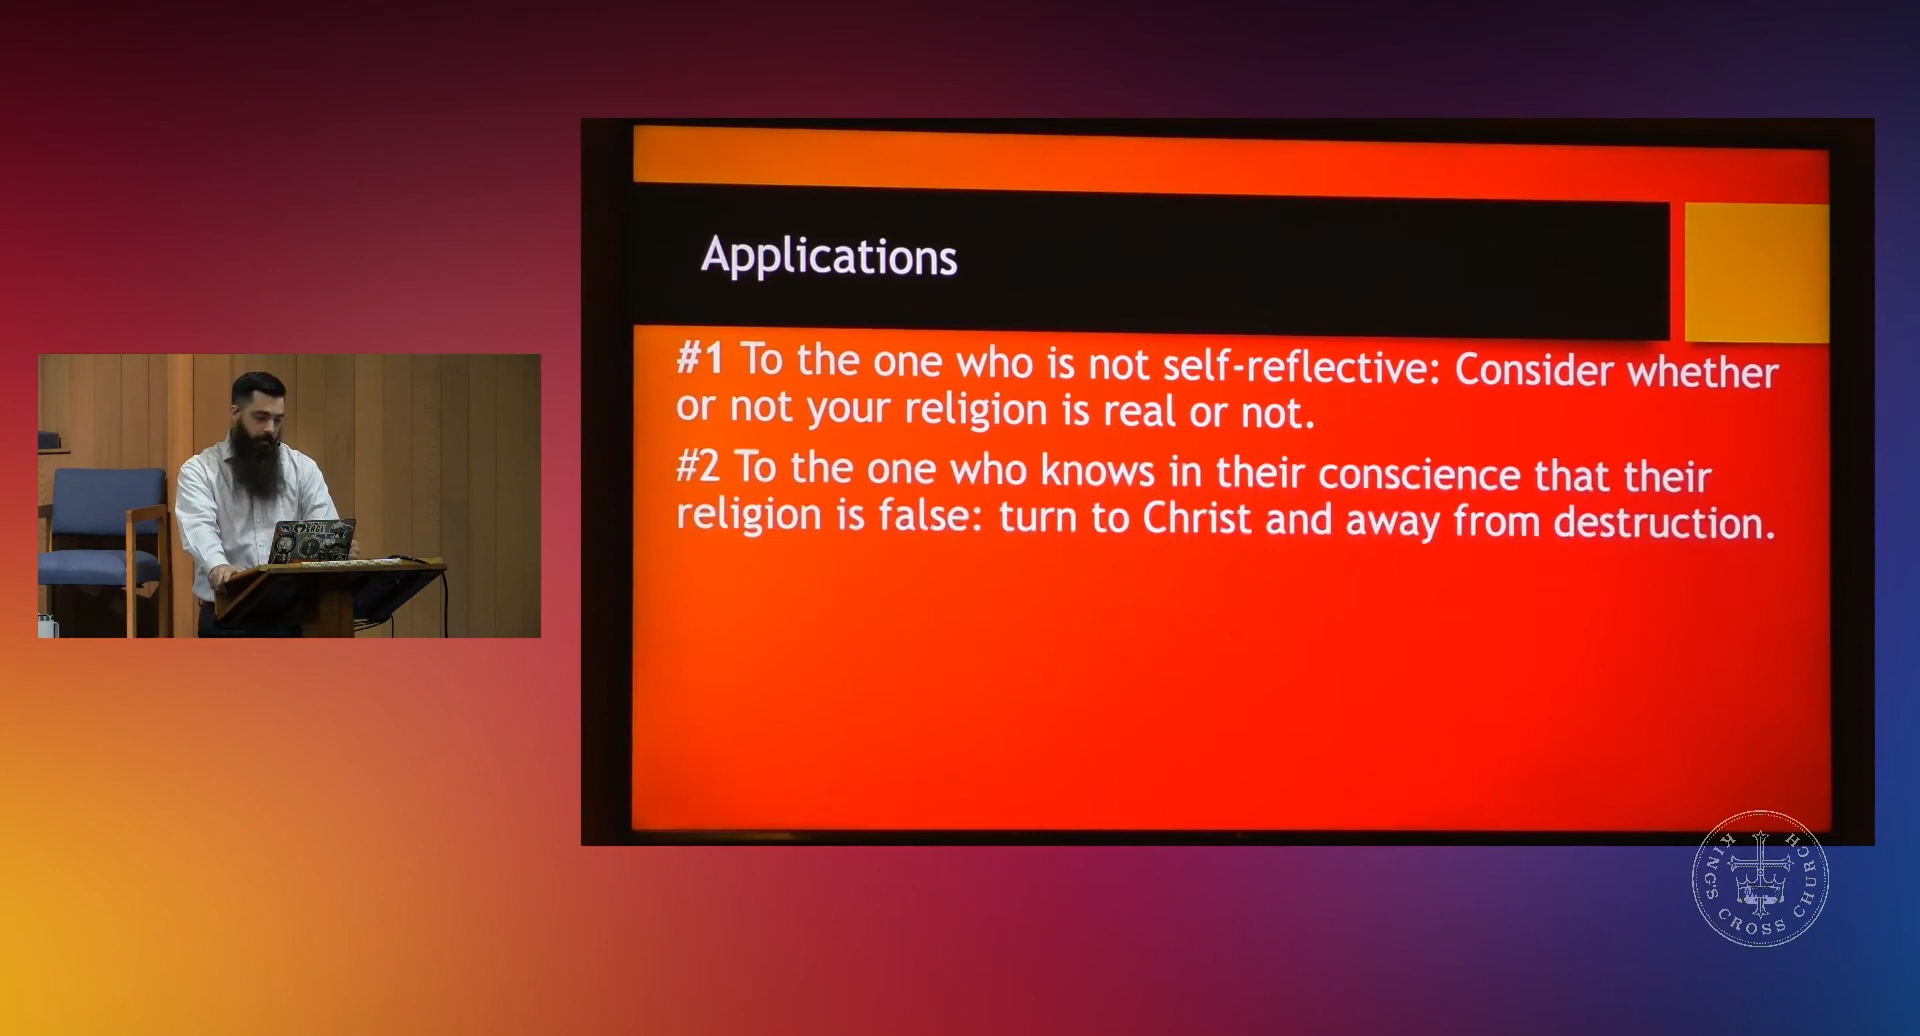 Applications
#1 To the one who is not self-reflective: Consider whether
or not your religion is real or not.
#2 To the one who knows in their conscience that their
religion is false: turn to Christ and away from destruction.
KING'S CROSS CHURCH